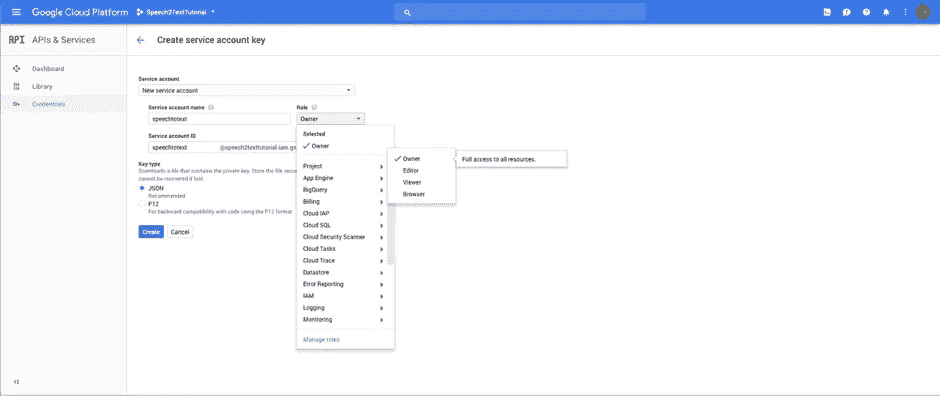 Google Cloud Platform Speech2TextTutorial
API APIs & Services
Create service account key
Dashboard
Library
Credentials
Service account
New service account
Service account name Role
speechtotext Owner
Service account ID
speechtotext @speech2texttutorial.iam.gs
Key type
Downloads a file that contains the private key. Store the file secu
cannot be recovered if lost.
JSON
Recommended
P12
For backward compatibility with code using the P12 format
Create Cancel
Selected
Owner
Project
App Engine
BigQuery
Billing
Cloud IAP
Cloud SQL
Cloud Security Scanner
Cloud Tasks
Cloud Trace
Datastore
Error Reporting
IAM
Logging
Monitoring
Manage roles
Owner
Editor
Viewer
Browser
Full access to all resources.